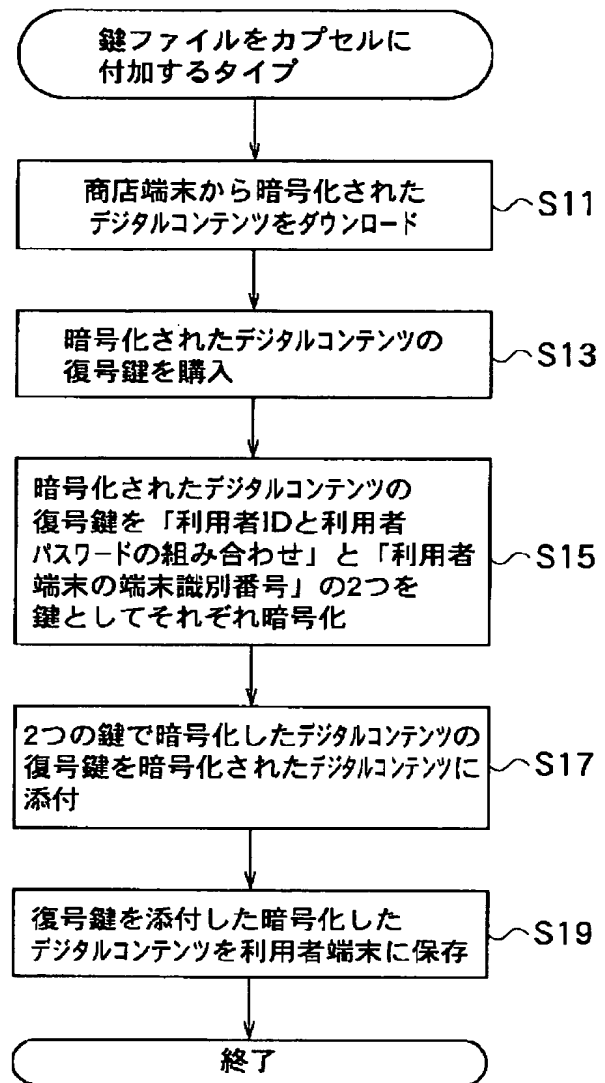 鍵ファイルをカプセルに
付加するタイプ
商店端末から暗号化された
デジタルコンテンツをダウンロード
S11
暗号化されたデジタルコンテンツの
復号鍵を購入
S13
暗号化されたデジタルコンテンツの
復号鍵を「利用者IDと利用者
パスワードの組み合わせ」と「利用者
端末の端末識別番号」の2つを
鍵としてそれぞれ暗号化
S15
2つの鍵で暗号化したデジタルコンテンツの
復号鍵を暗号化されたデジタルコンテンツに
添付
S17
復号鍵を添付した暗号化した
デジタルコンテンツを利用者端末に保存
S19
終了